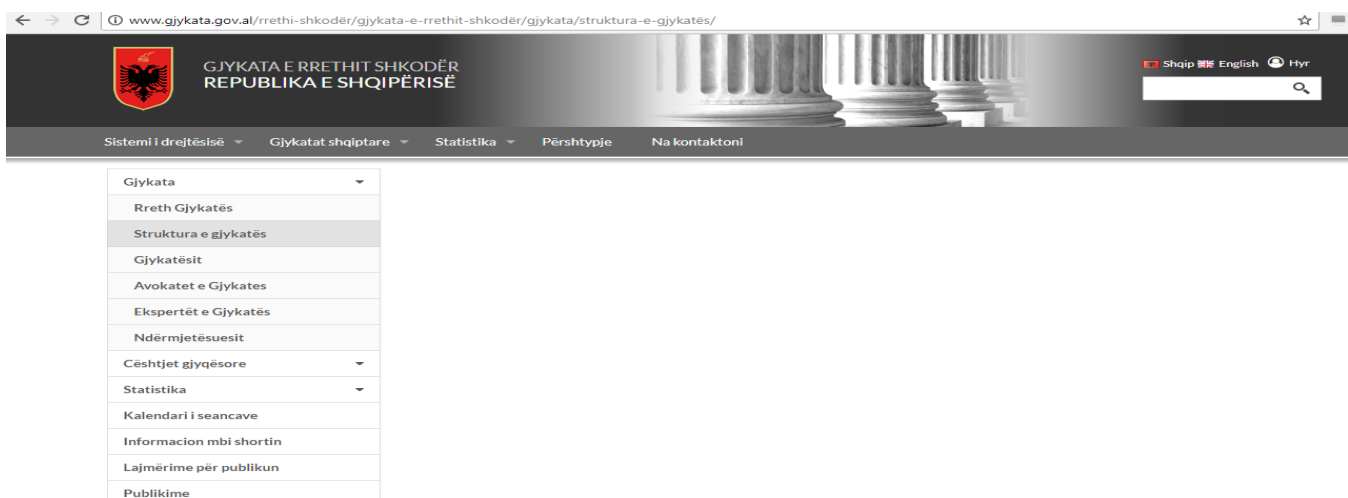 www.gjykata.gov.al/rrethi-shkodër/gjykata-e-rrethit-shkodër/gjykata/struktura-e-gjykatës/
GJYKATA E RRETHIT SHKODËR
REPUBLIKA E SHQIPËRISË
Shqip English Hyr
Sistemi i drejtësisë Gjykatat shqiptare Statistika Përshtypje Na kontaktoni
Gjykata
Rreth Gjykatës
Struktura e gjykatës
Gjykatësit
Avokatet e Gjykates
Ekspertët e Gjykatës
Ndërmjetësuesit
Cështjet gjyqësore
Statistika
Kalendari i seancave
Informacion mbi shortin
Lajmërime për publikun
Publikime